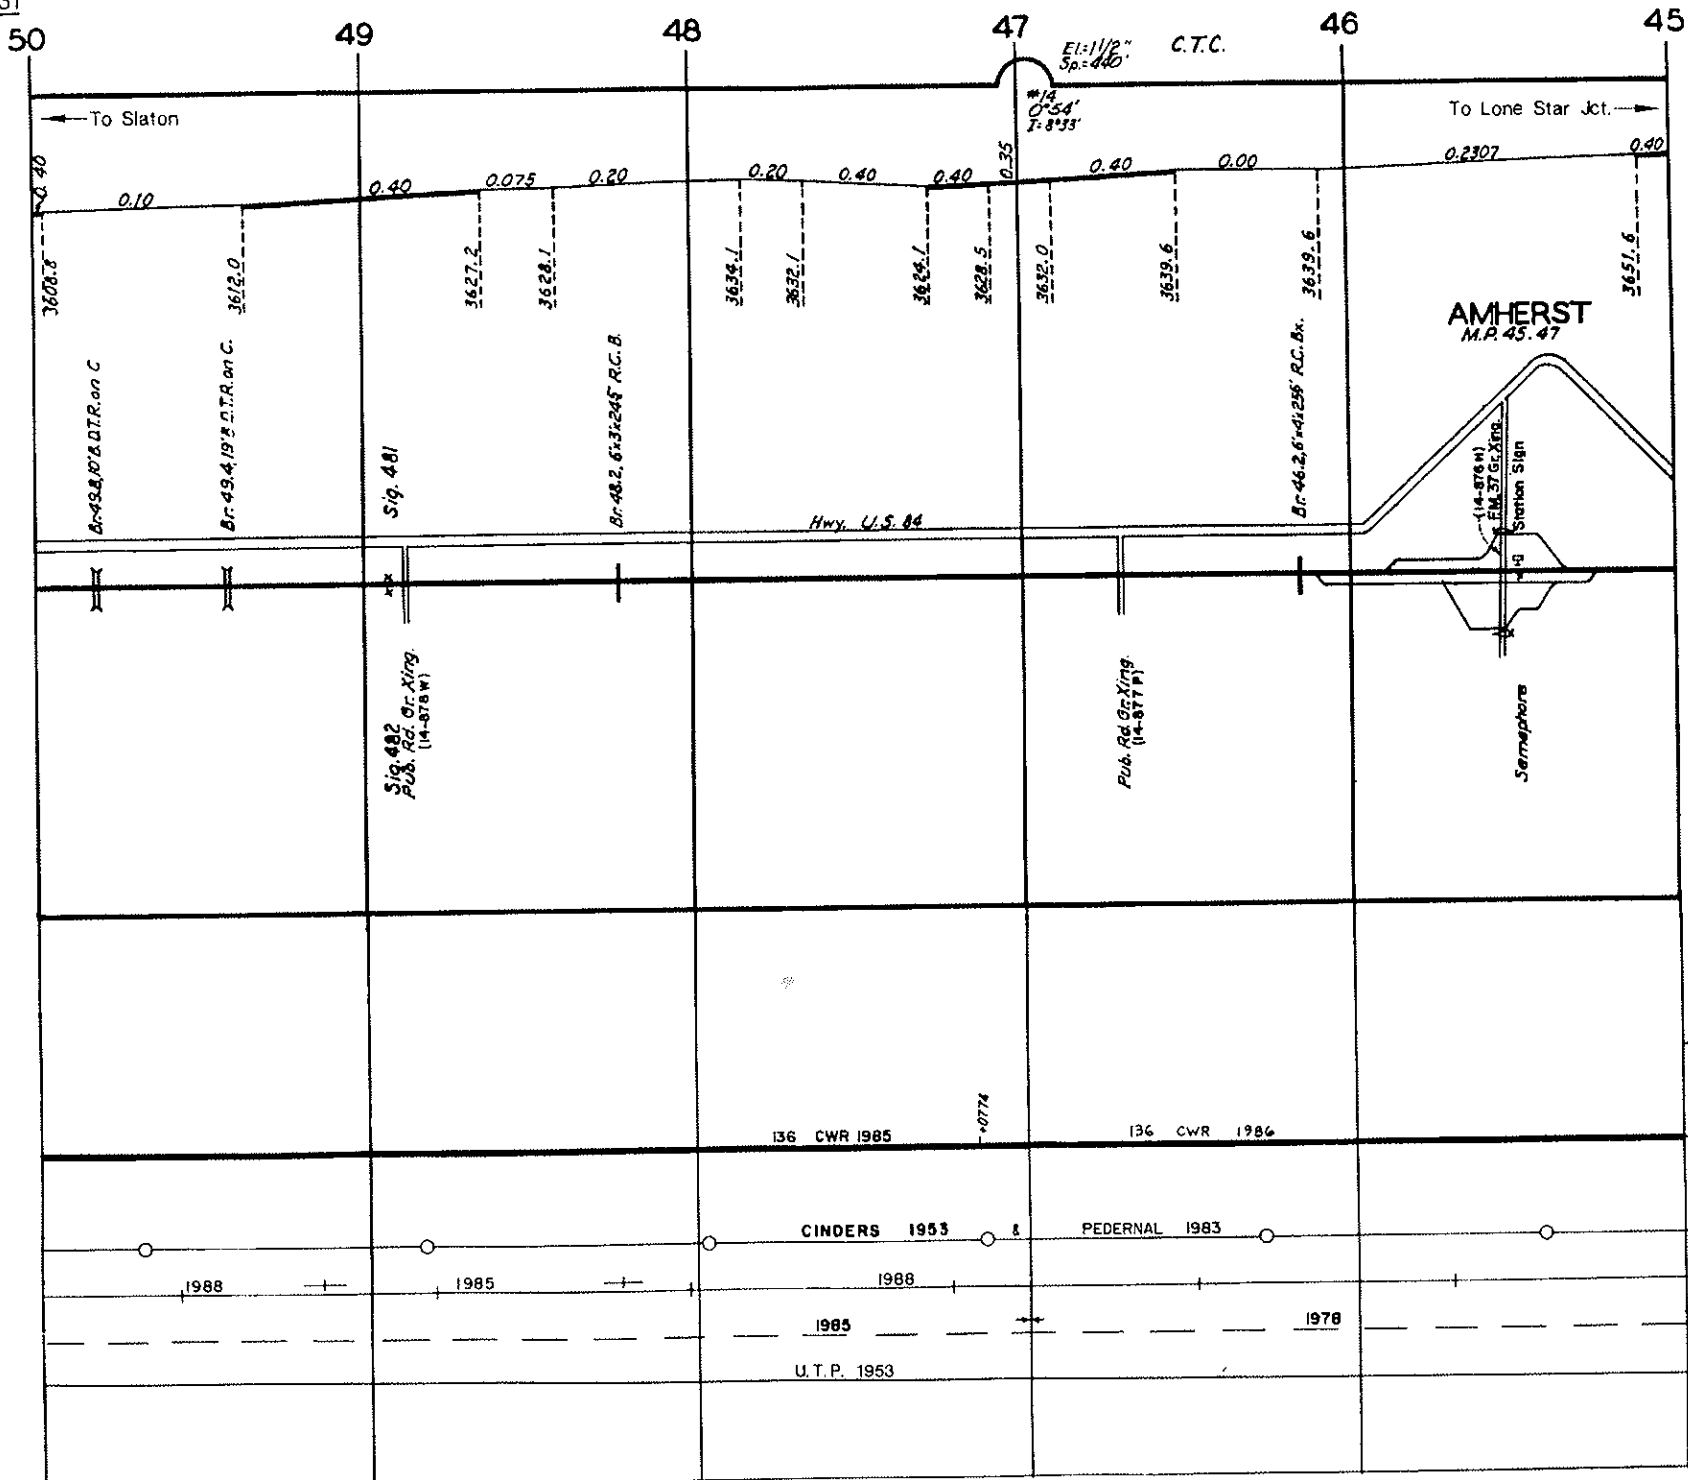 50
49
48
47
46
45
El.=1 1/2"
Sp.=440'
C.T.C.
To Slaton
#14
0°54'
I=8°33'
To Lone Star Jct.
0.40
0.10
0.40
0.075
0.20
0.20
0.40
0.40
0.35
0.40
0.00
0.2307
0.40
3608.8
3612.0
3627.2
3628.1
3634.1
3632.1
3624.1
3628.5
3632.0
3639.6
3639.6
3651.6
AMHERST
M.P. 45.47
Br. 49.8, 10' B.D.T.R. on C
Br. 49.4, 19' B.D.T.R. on C.
Sig. 481
Br. 48.2, 6'x3'x245' R.C.B.
Br. 46.2, 6'x4'x256' R.C.Bx.
(14-876H)
F.M. 37 Gr. Xing.
Station Sign
Hwy. U.S. 84
Sig. 482
Pub. Rd. Gr. Xing.
(14-878W)
Pub. Rd. Gr. Xing.
(14-877P)
Semaphore
136 CWR 1985
+0774
136 CWR 1986
CINDERS 1953 & PEDERNAL 1983
1988
1985
1988
1985
1978
U.T.P. 1953